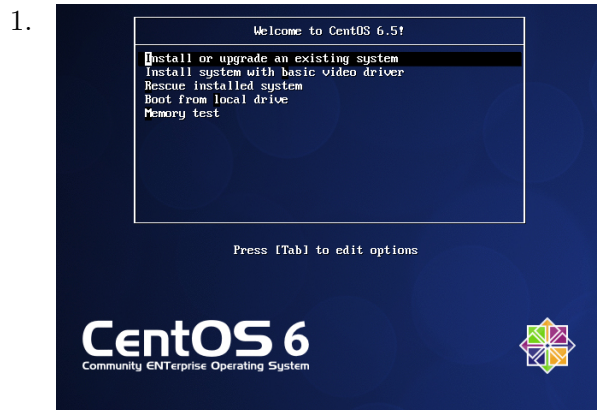 1.
Welcome to CentOS 6.5!
Install or upgrade an existing system
Install system with basic video driver
Rescue installed system
Boot from local drive
Memory test
Press [Tab] to edit options
CentOS 6
Community ENTerprise Operating System